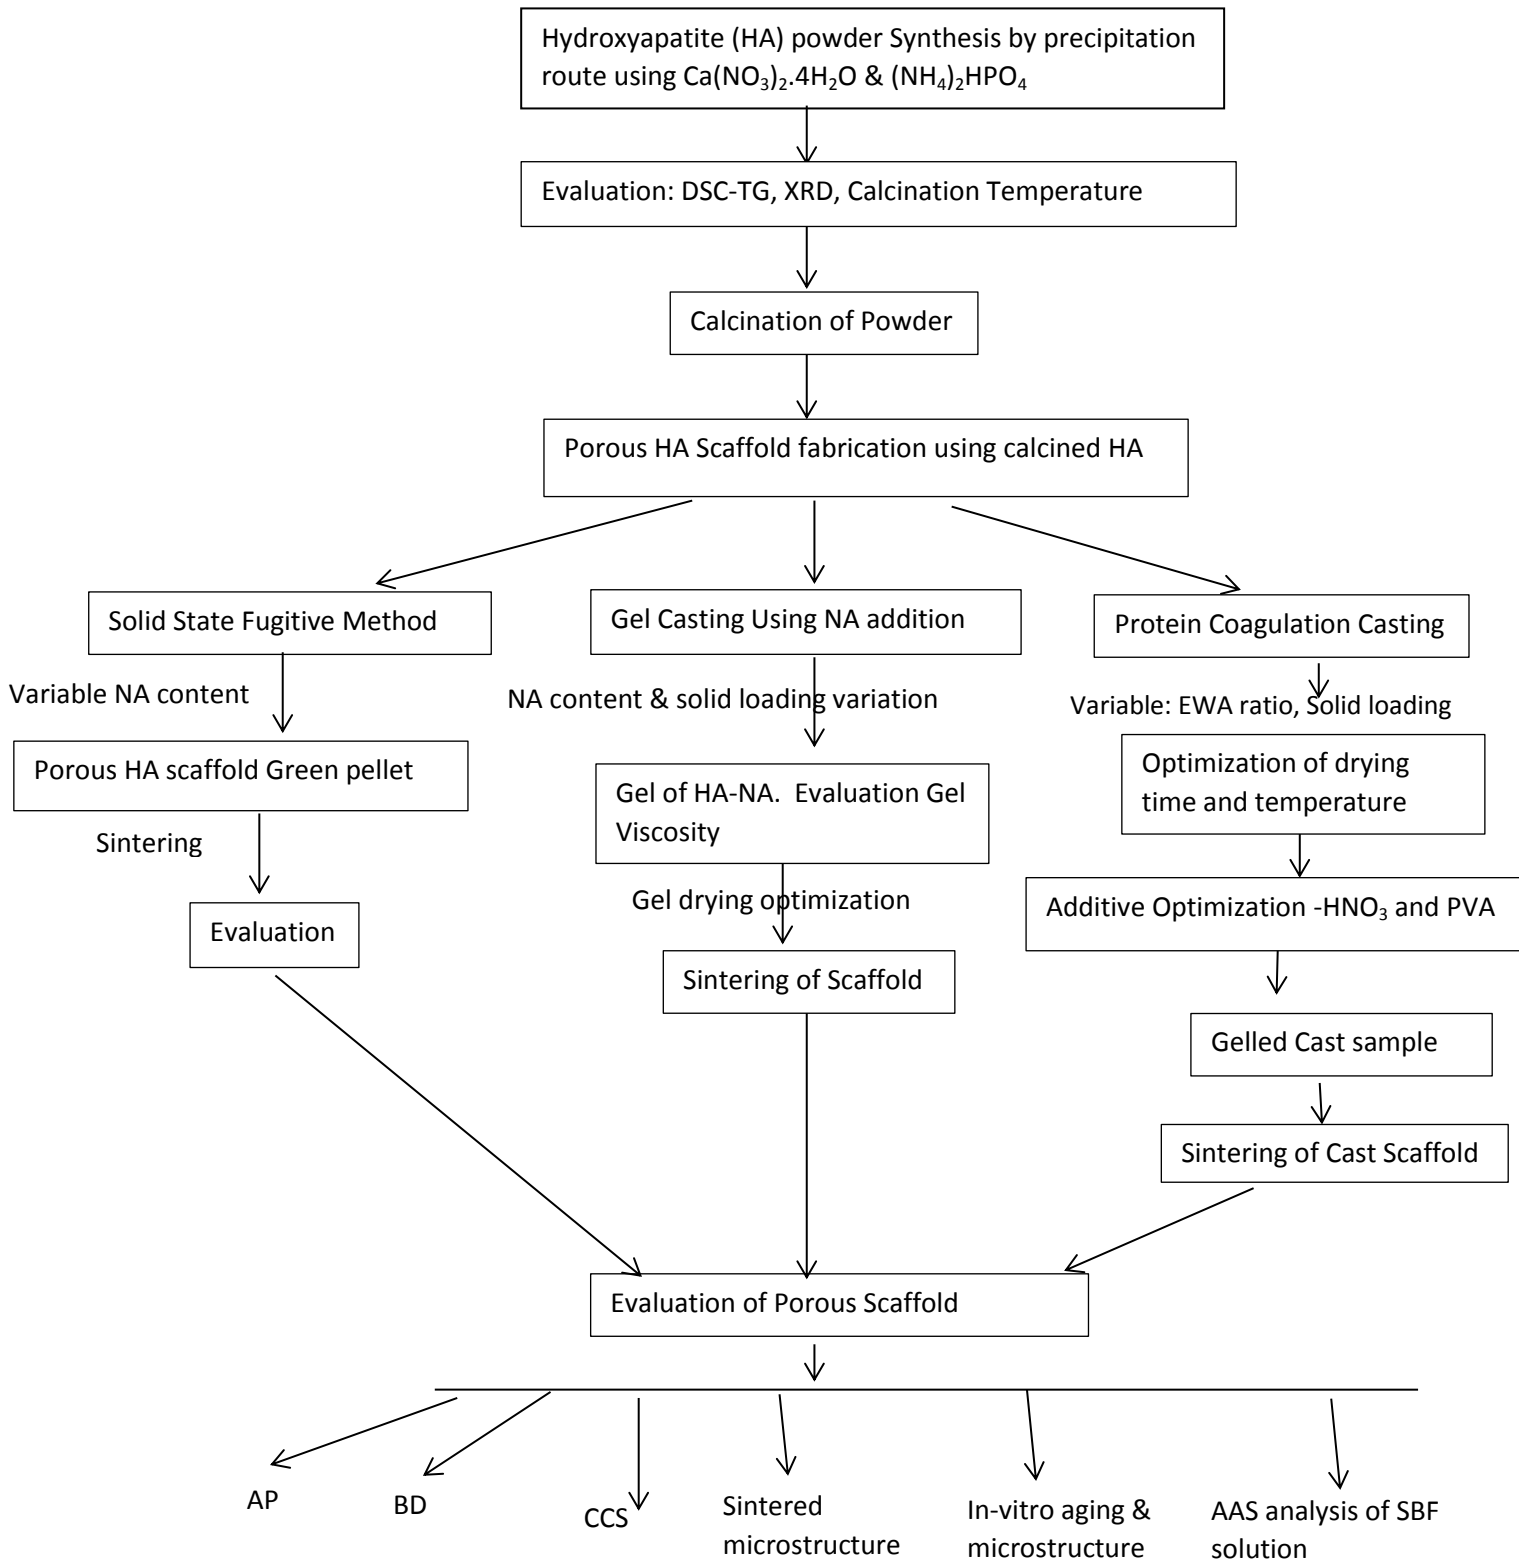 Hydroxyapatite (HA) powder Synthesis by precipitation
route using Ca(NO₃)₂.4H₂O & (NH₄)₂HPO₄
Evaluation: DSC-TG, XRD, Calcination Temperature
Calcination of Powder
Porous HA Scaffold fabrication using calcined HA
Solid State Fugitive Method
Gel Casting Using NA addition
Protein Coagulation Casting
Variable NA content
NA content & solid loading variation
Variable: EWA ratio, Solid loading
Porous HA scaffold Green pellet
Gel of HA-NA.  Evaluation Gel
Viscosity
Optimization of drying
time and temperature
Sintering
Gel drying optimization
Additive Optimization -HNO₃ and PVA
Evaluation
Sintering of Scaffold
Gelled Cast sample
Sintering of Cast Scaffold
Evaluation of Porous Scaffold
AP
BD
CCS
Sintered
microstructure
In-vitro aging &
microstructure
AAS analysis of SBF
solution